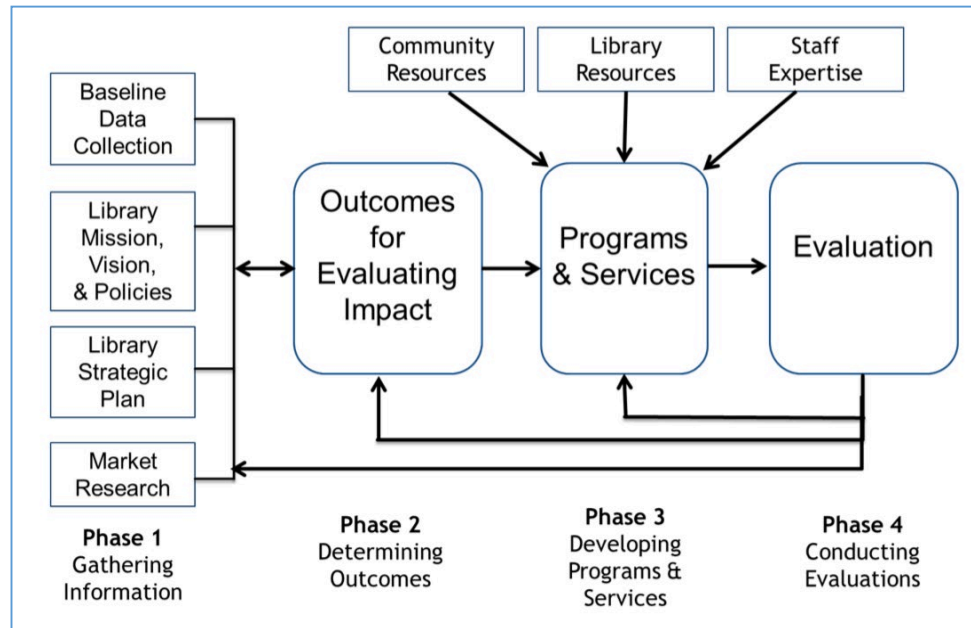 Community
Resources
Library
Resources
Staff
Expertise
Baseline
Data
Collection
Library
Mission,
Vision,
& Policies
Library
Strategic
Plan
Market
Research
Outcomes
for
Evaluating
Impact
Programs
& Services
Evaluation
Phase 1
Gathering
Information
Phase 2
Determining
Outcomes
Phase 3
Developing
Programs &
Services
Phase 4
Conducting
Evaluations